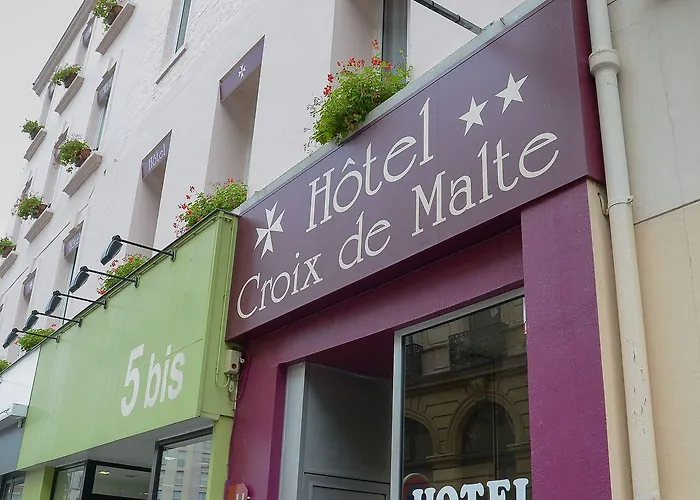 Hôtel
Hôtel
Croix de Malte
5 bis
HOTEL